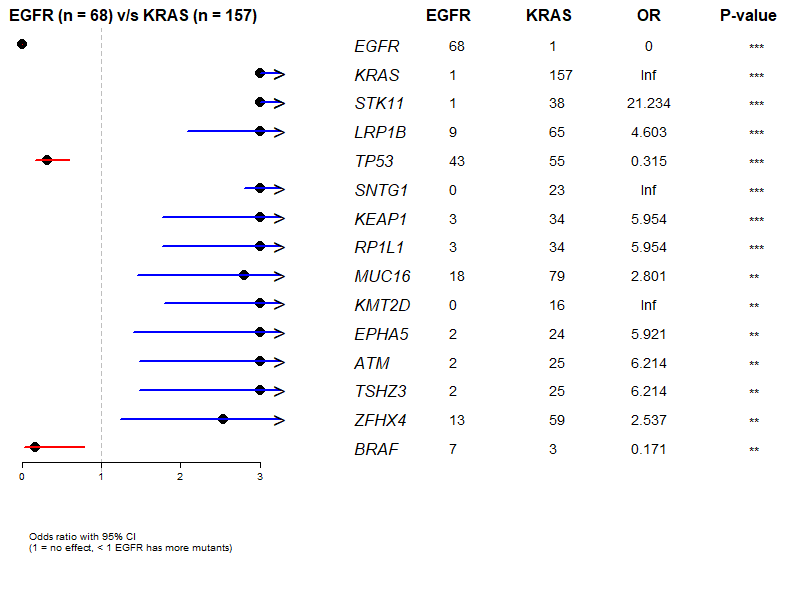 EGFR (n = 68) v/s KRAS (n = 157) EGFR KRAS OR P-value
EGFR 68 1 0 ***
KRAS 1 157 Inf ***
STK11 1 38 21.234 ***
LRP1B 9 65 4.603 ***
TP53 43 55 0.315 ***
SNTG1 0 23 Inf ***
KEAP1 3 34 5.954 ***
RP1L1 3 34 5.954 ***
MUC16 18 79 2.801 **
KMT2D 0 16 Inf **
EPHA5 2 24 5.921 **
ATM 2 25 6.214 **
TSHZ3 2 25 6.214 **
ZFHX4 13 59 2.537 **
BRAF 7 3 0.171 **
0 1 2 3
Odds ratio with 95% CI
(1 = no effect, < 1 EGFR has more mutants)